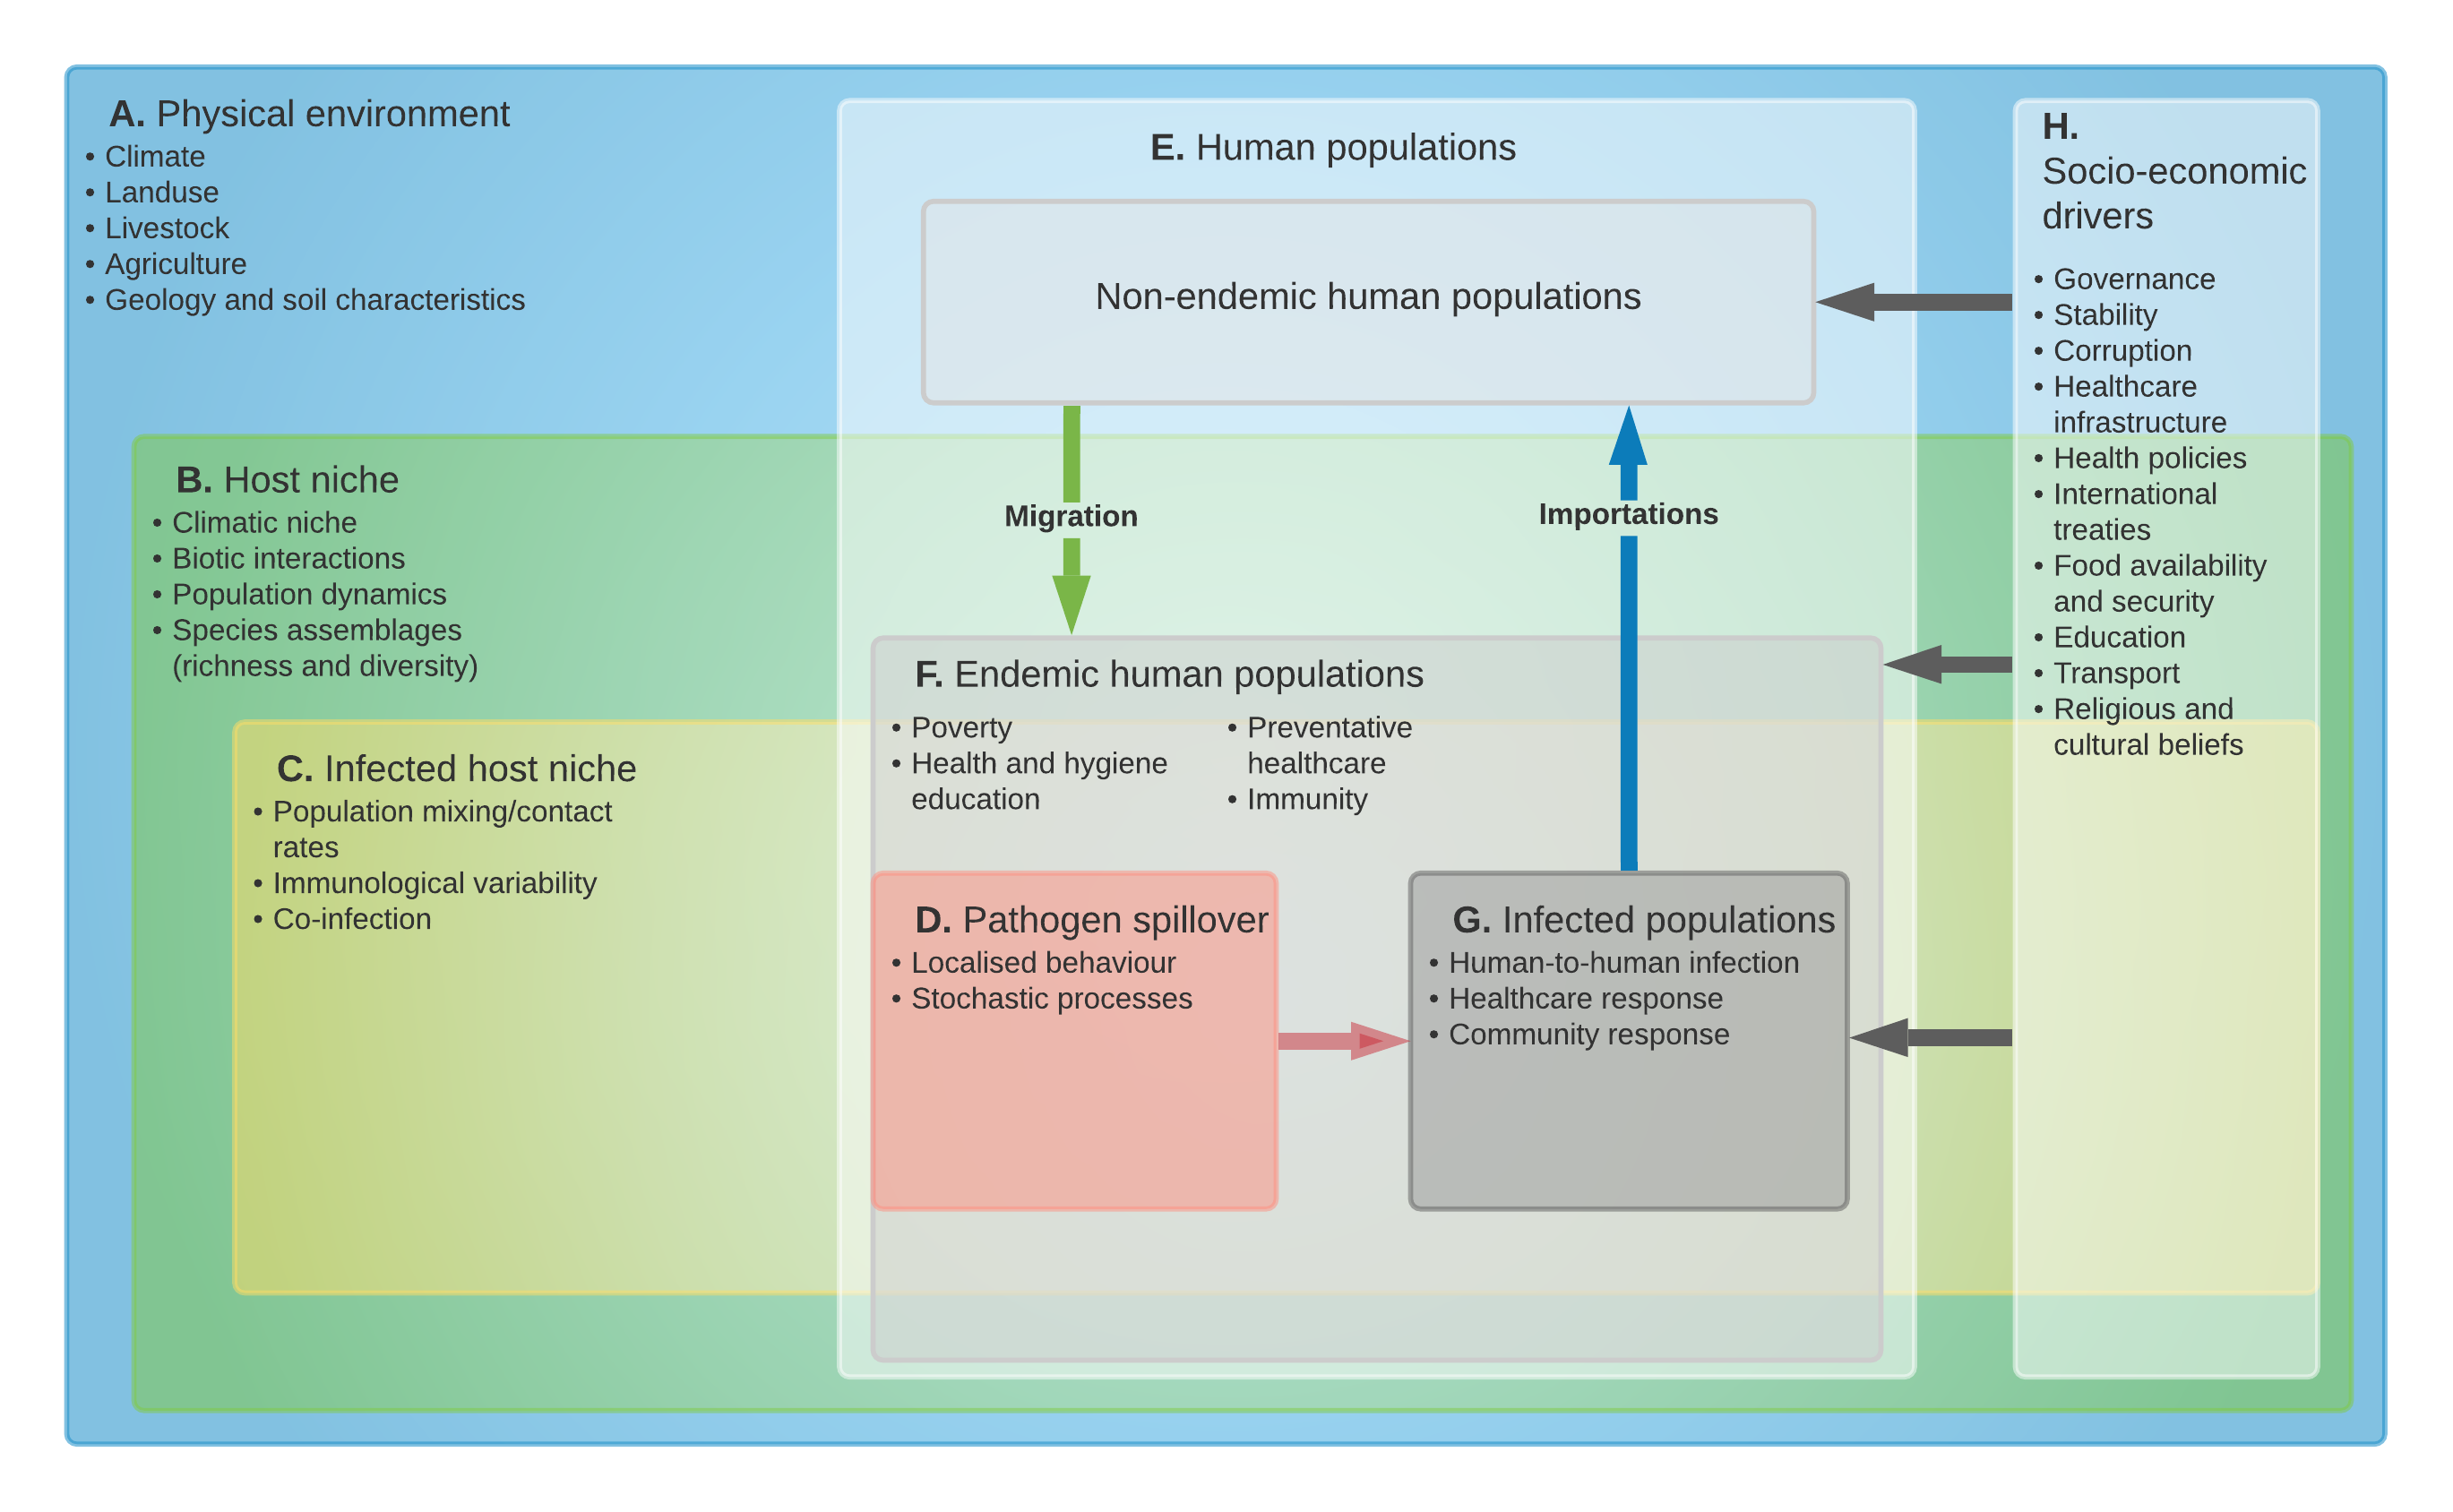 A. Physical environment
• Climate
• Landuse
• Livestock
• Agriculture
• Geology and soil characteristics
B. Host niche
• Climatic niche
• Biotic interactions
• Population dynamics
• Species assemblages
(richness and diversity)
C. Infected host niche
• Population mixing/contact
rates
• Immunological variability
• Co-infection
E. Human populations
Non-endemic human populations
Migration
Importations
F. Endemic human populations
• Poverty
• Health and hygiene
education
• Preventative
healthcare
• Immunity
D. Pathogen spillover
• Localised behaviour
• Stochastic processes
G. Infected populations
• Human-to-human infection
• Healthcare response
• Community response
H.
Socio-economic
drivers
• Governance
• Stability
• Corruption
• Healthcare
infrastructure
• Health policies
• International
treaties
• Food availability
and security
• Education
• Transport
• Religious and
cultural beliefs